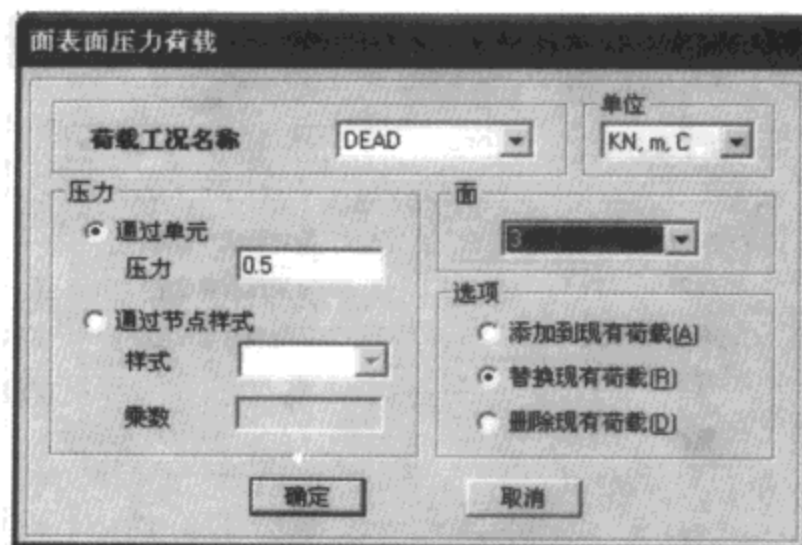 面表面压力荷载
荷载工况名称
DEAD
单位
KN, m, C
压力
通过单元
压力
0.5
通过节点样式
样式
乘数
面
3
选项
添加到现有荷载(A)
替换现有荷载(R)
删除现有荷载(D)
确定
取消